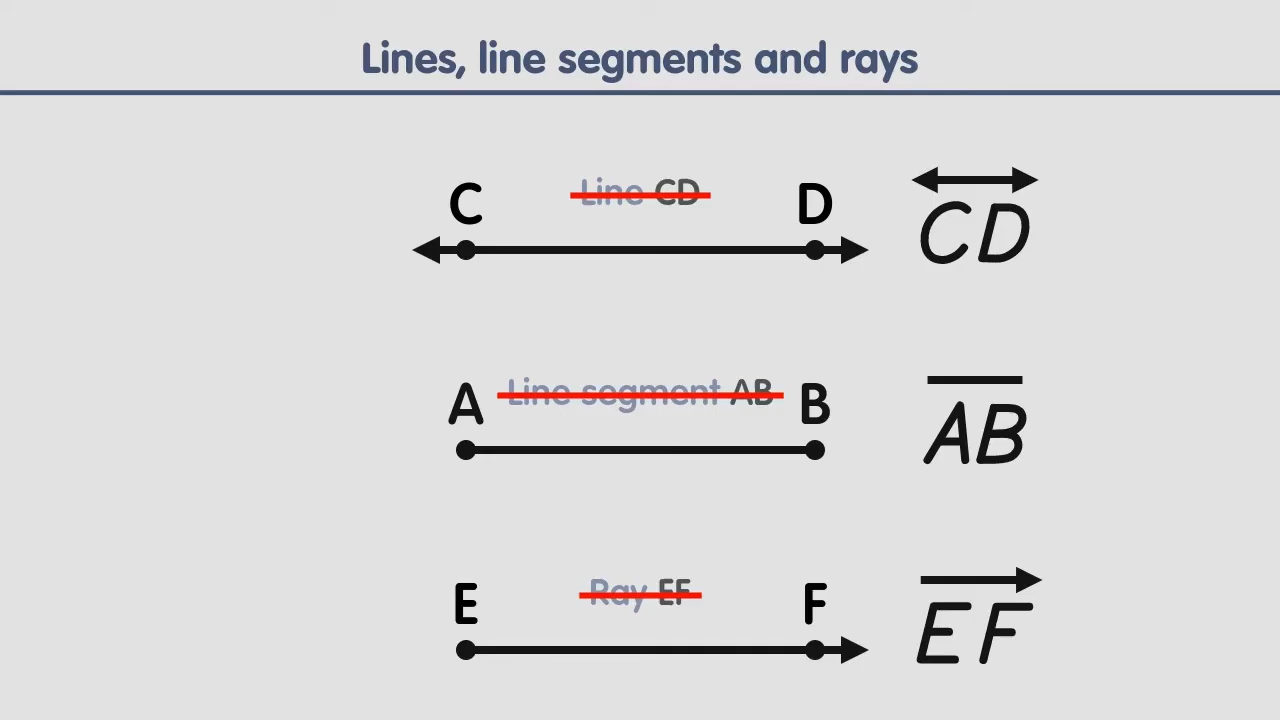 Lines, line segments and rays
C Line CD D CD
A Line segment AB B AB
E Ray EF F EF